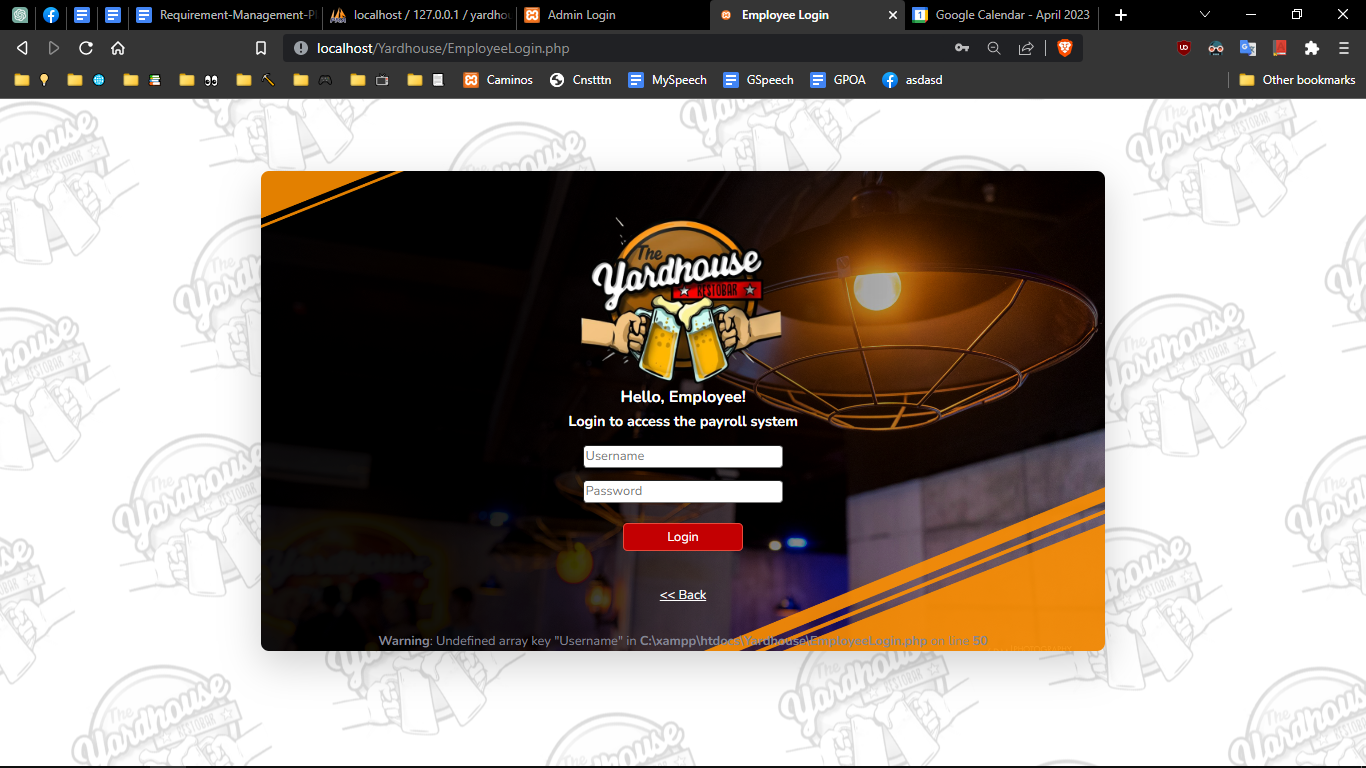 Requirement-Management-Pl
localhost / 127.0.0.1 / yardhou
Admin Login
Employee Login
Google Calendar - April 2023
localhost/Yardhouse/EmployeeLogin.php
Caminos
Cnstttn
MySpeech
GSpeech
GPOA
asdasd
Other bookmarks
The
Yardhouse
RESTOBAR
Hello, Employee!
Login to access the payroll system
Username
Password
Login
<< Back
Warning: Undefined array key "Username" in C:\xampp\htdocs\Yardhouse\EmployeeLogin.php on line 50